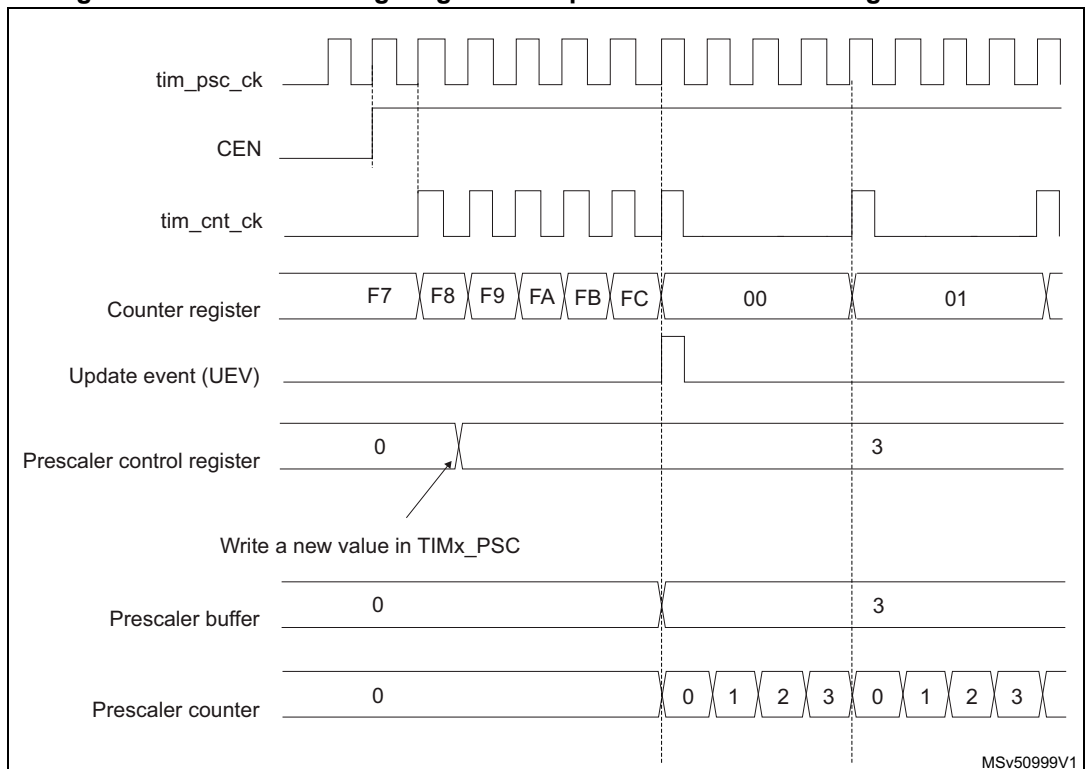 tim_psc_ck
CEN
tim_cnt_ck
Counter register F7 F8 F9 FA FB FC 00 01
Update event (UEV)
Prescaler control register 0 3
Write a new value in TIMx_PSC
Prescaler buffer 0 3
Prescaler counter 0 0 1 2 3 0 1 2 3
MSv50999V1